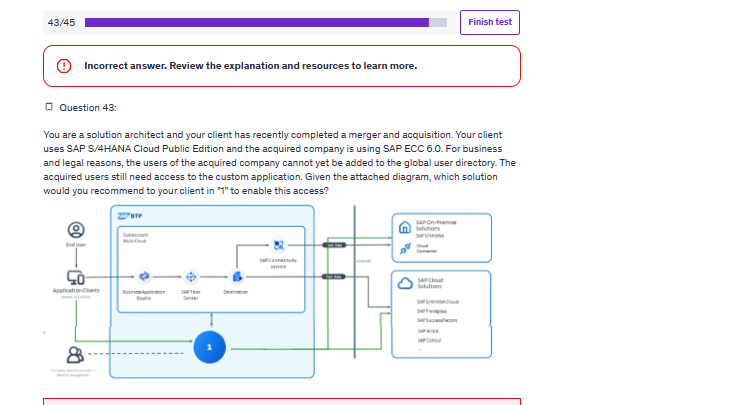 43/45
Finish test
Incorrect answer. Review the explanation and resources to learn more.
Question 43:
You are a solution architect and your client has recently completed a merger and acquisition. Your client
uses SAP S/4HANA Cloud Public Edition and the acquired company is using SAP ECC 6.0. For business
and legal reasons, the users of the acquired company cannot yet be added to the global user directory. The
acquired users still need access to the custom application. Given the attached diagram, which solution
would you recommend to your client in "1" to enable this access?
SAP BTP
Subaccount
Multi-Cloud
End User
Application Clients
Business Application
Studio
SAP Task
Center
Destination
SAP Connectivity
service
1
SAP On-Premise
Solutions
SAP S/4HANA
Cloud
Connector
SAP Cloud
Solutions
SAP S/4HANA Cloud
SAP Fieldglass
SAP SuccessFactors
SAP Ariba
SAP Concur